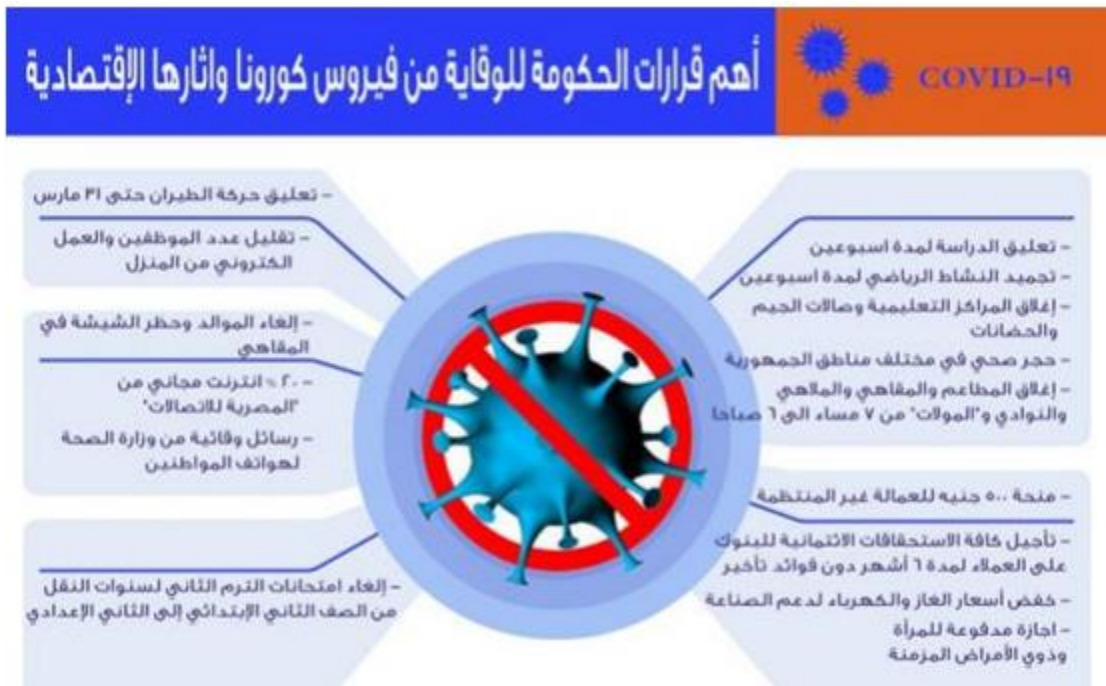 COVID-١٩
أهم قرارات الحكومة للوقاية من فيروس كورونا واثارها الإقتصادية
- تعليق الدراسة لمدة اسبوعين
- تجميد النشاط الرياضي لمدة اسبوعين
- إغلاق المراكز التعليمية وصالات الجيم
والحضانات
- حجر صحي في مختلف مناطق الجمهورية
- إغلاق المطاعم والمقاهي والملاهي
والنوادي و"المولات" من ٧ مساء الى ٦ صباحا
- منحة ٥٠٠ جنيه للعمالة غير المنتظمة
- تأجيل كافة الاستحقاقات الائتمانية للبنوك
على العملاء لمدة ٦ أشهر دون فوائد تأخير
- خفض أسعار الغاز والكهرباء لدعم الصناعة
- اجازة مدفوعة للمرأة
وذوي الأمراض المزمنة
- تعليق حركة الطيران حتى ٣١ مارس
- تقليل عدد الموظفين والعمل
الكتروني من المنزل
- إلغاء الموالد وحظر الشيشة في
المقاهي
- ٢٠ % انترنت مجاني من
"المصرية للاتصالات"
- رسائل وقائية من وزارة الصحة
لهواتف المواطنين
- إلغاء امتحانات الترم الثاني لسنوات النقل
من الصف الثاني الإبتدائي إلى الثاني الإعدادي